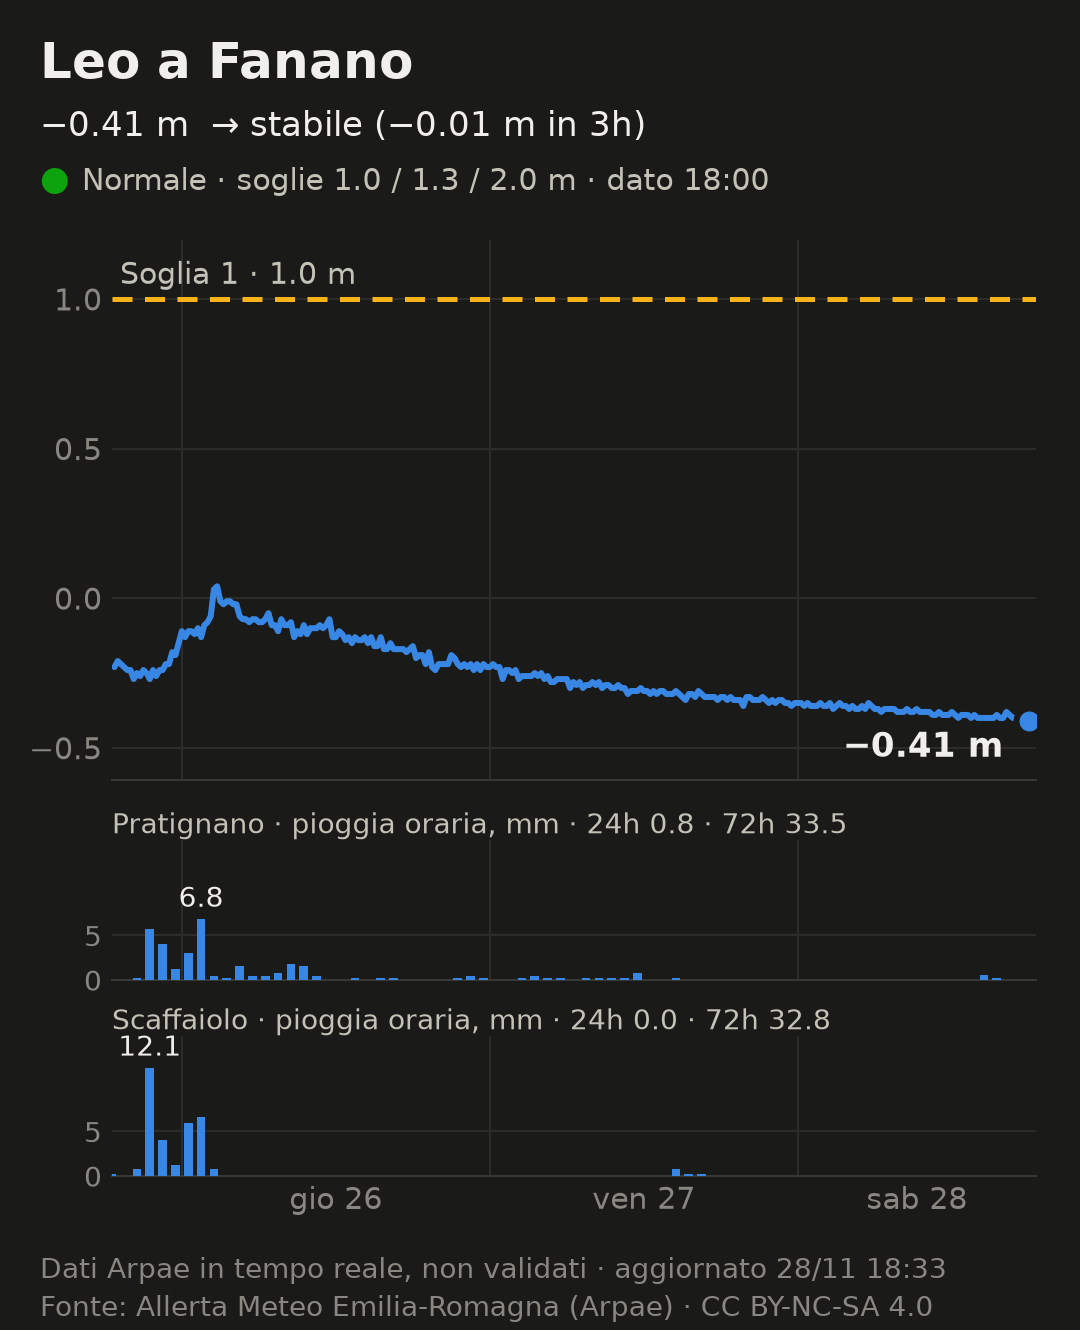 Leo a Fanano
−0.41 m → stabile (−0.01 m in 3h)
Normale · soglie 1.0 / 1.3 / 2.0 m · dato 18:00
Soglia 1 · 1.0 m
1.0
0.5
0.0
−0.5
−0.41 m
Pratignano · pioggia oraria, mm · 24h 0.8 · 72h 33.5
6.8
5
0
Scaffaiolo · pioggia oraria, mm · 24h 0.0 · 72h 32.8
12.1
5
0
gio 26 ven 27 sab 28
Dati Arpae in tempo reale, non validati · aggiornato 28/11 18:33
Fonte: Allerta Meteo Emilia-Romagna (Arpae) · CC BY-NC-SA 4.0